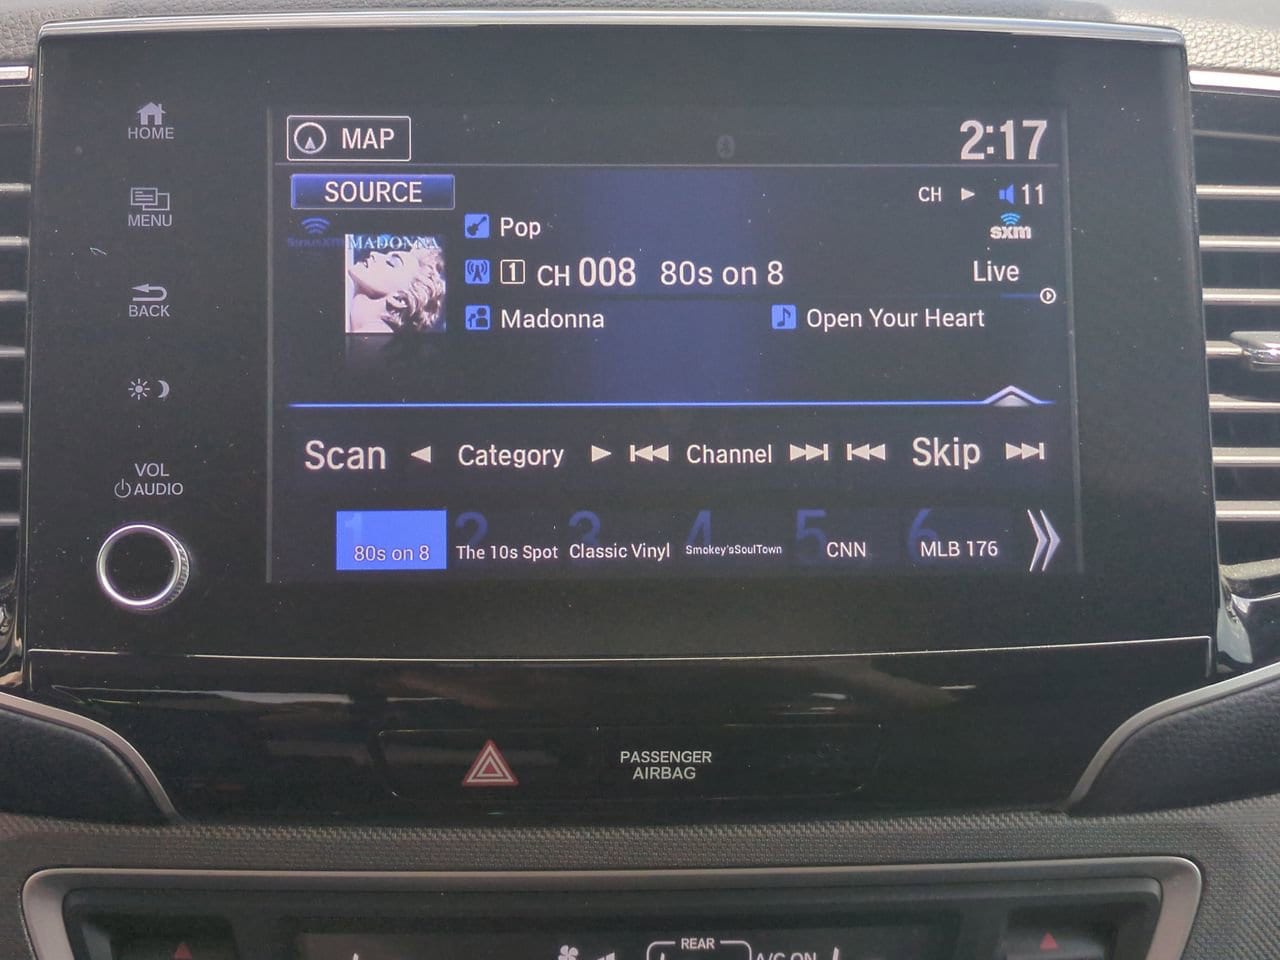 HOME
MENU
BACK
VOL
AUDIO
MAP
2:17
SOURCE
CH
11
SiriusXM
MADONNA
Pop
sxm
1 CH 008 80s on 8
Live
Madonna
Open Your Heart
Scan Category Channel Skip
1 2 3 4 5 6
80s on 8 The 10s Spot Classic Vinyl Smokey'sSoulTown CNN MLB 176
PASSENGER
AIRBAG
REAR
A/C ON